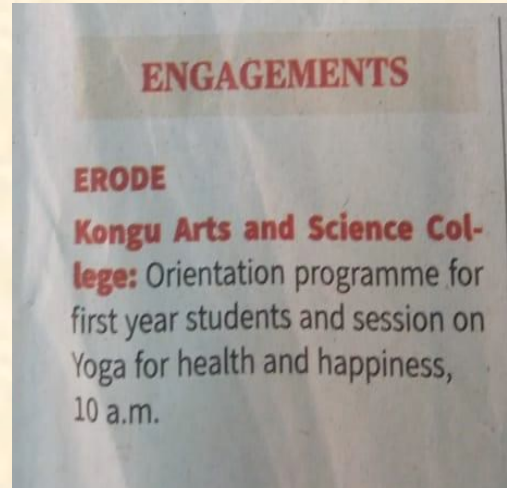 ENGAGEMENTS
ERODE
Kongu Arts and Science Col-
lege: Orientation programme for
first year students and session on
Yoga for health and happiness,
10 a.m.